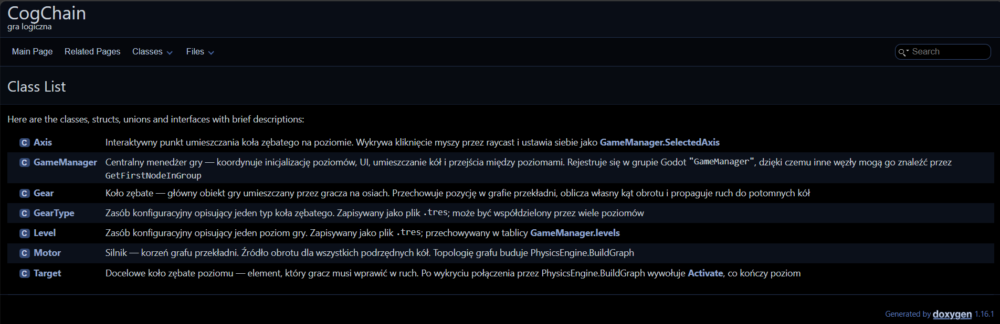 CogChain
gra logiczna
Main Page Related Pages Classes Files Search
Class List
Here are the classes, structs, unions and interfaces with brief descriptions:
C Axis Interaktywny punkt umieszczania koła zębatego na poziomie. Wykrywa kliknięcie myszy przez raycast i ustawia siebie jako GameManager.SelectedAxis
C GameManager Centralny menedżer gry — koordynuje inicjalizację poziomów, UI, umieszczanie kół i przejścia między poziomami. Rejestruje się w grupie Godot "GameManager", dzięki czemu inne węzły mogą go znaleźć przez
GetFirstNodeInGroup
C Gear Koło zębate — główny obiekt gry umieszczany przez gracza na osiach. Przechowuje pozycję w grafie przekładni, oblicza własny kąt obrotu i propaguje ruch do potomnych kół
C GearType Zasób konfiguracyjny opisujący jeden typ koła zębatego. Zapisywany jako plik .tres; może być współdzielony przez wiele poziomów
C Level Zasób konfiguracyjny opisujący jeden poziom gry. Zapisywany jako plik .tres; przechowywany w tablicy GameManager.levels
C Motor Silnik — korzeń grafu przekładni. Źródło obrotu dla wszystkich podrzędnych kół. Topologię grafu buduje PhysicsEngine.BuildGraph
C Target Docelowe koło zębate poziomu — element, który gracz musi wprawić w ruch. Po wykryciu połączenia przez PhysicsEngine.BuildGraph wywołuje Activate, co kończy poziom
Generated by doxygen 1.16.1